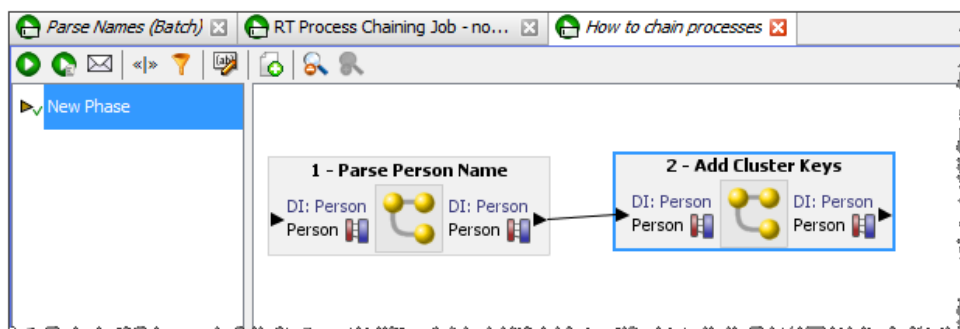 Parse Names (Batch)
RT Process Chaining Job - no...
How to chain processes
New Phase
1 - Parse Person Name
DI: Person
Person
DI: Person
Person
2 - Add Cluster Keys
DI: Person
Person
DI: Person
Person